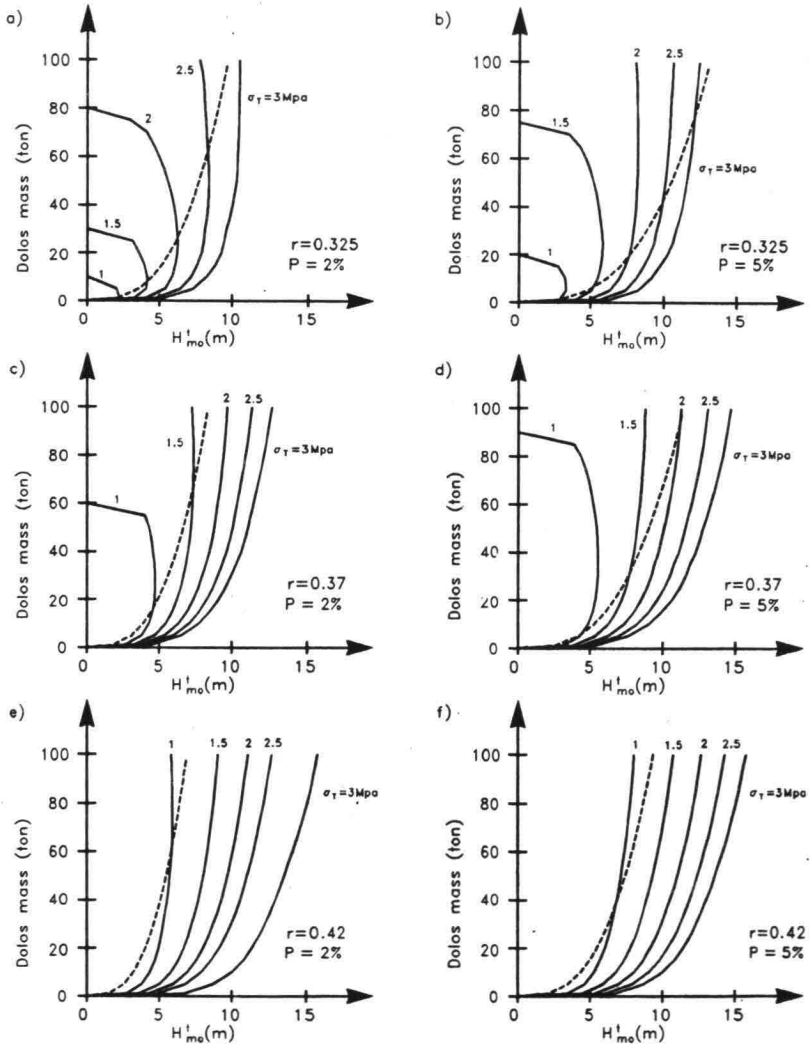 a)
2.5
100
σT=3Mpa
80
2
60
40
1.5
20
1
0
Dolos mass (ton)
r=0.325
P = 2%
0 5 10 15
H^t_mo(m)
b)
2 2.5
100
80
1.5
60
σT=3Mpa
40
20
1
0
Dolos mass (ton)
r=0.325
P = 5%
0 5 10 15
H^t_mo(m)
c)
2 2.5
100
1.5
σT=3Mpa
80
60
1
40
20
0
Dolos mass (ton)
r=0.37
P = 2%
0 5 10 15
H^t_mo(m)
d)
2 2.5
100
1
1.5
80
σT=3Mpa
60
40
20
0
Dolos mass (ton)
r=0.37
P = 5%
0 5 10 15
H^t_mo(m)
e)
1 1.5 2 2.5
100
80
σT=3Mpa
60
40
20
0
Dolos mass (ton)
r=0.42
P = 2%
0 5 10 15
H^t_mo(m)
f)
1 1.5 2 2.5
100
80
σT=3Mpa
60
40
20
0
Dolos mass (ton)
r=0.42
P = 5%
0 5 10 15
H^t_mo(m)